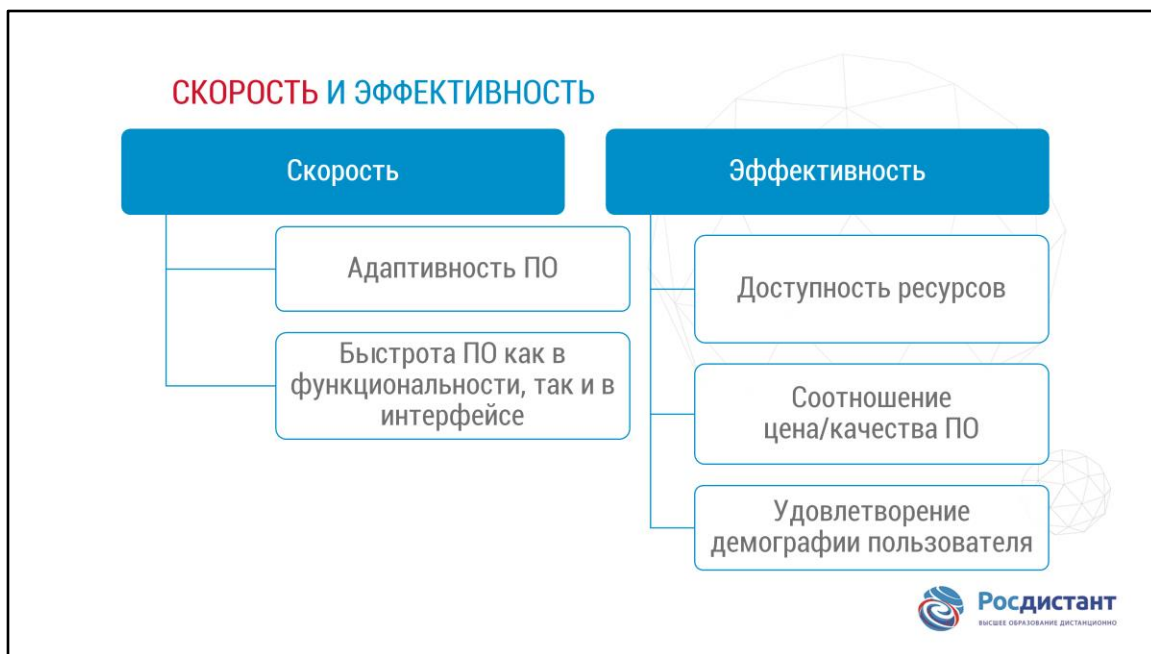 СКОРОСТЬ И ЭФФЕКТИВНОСТЬ
Скорость
Адаптивность ПО
Быстрота ПО как в
функциональности, так и в
интерфейсе
Эффективность
Доступность ресурсов
Соотношение
цена/качества ПО
Удовлетворение
демографии пользователя
Росдистант
ВЫСШЕЕ ОБРАЗОВАНИЕ ДИСТАНЦИОННО